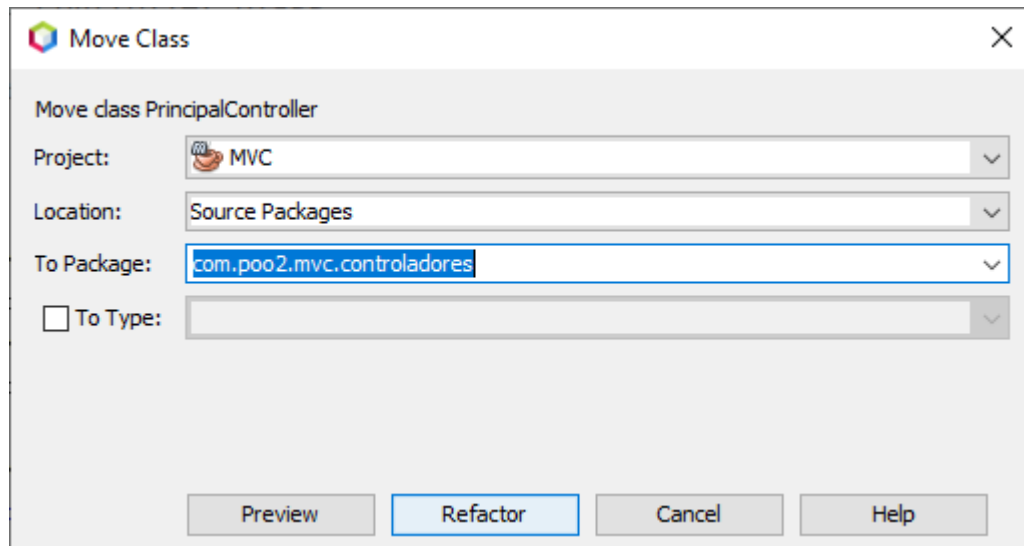 Move Class
Move class PrincipalController
Project: MVC
Location: Source Packages
To Package: com.poo2.mvc.controladores
To Type:
Preview Refactor Cancel Help